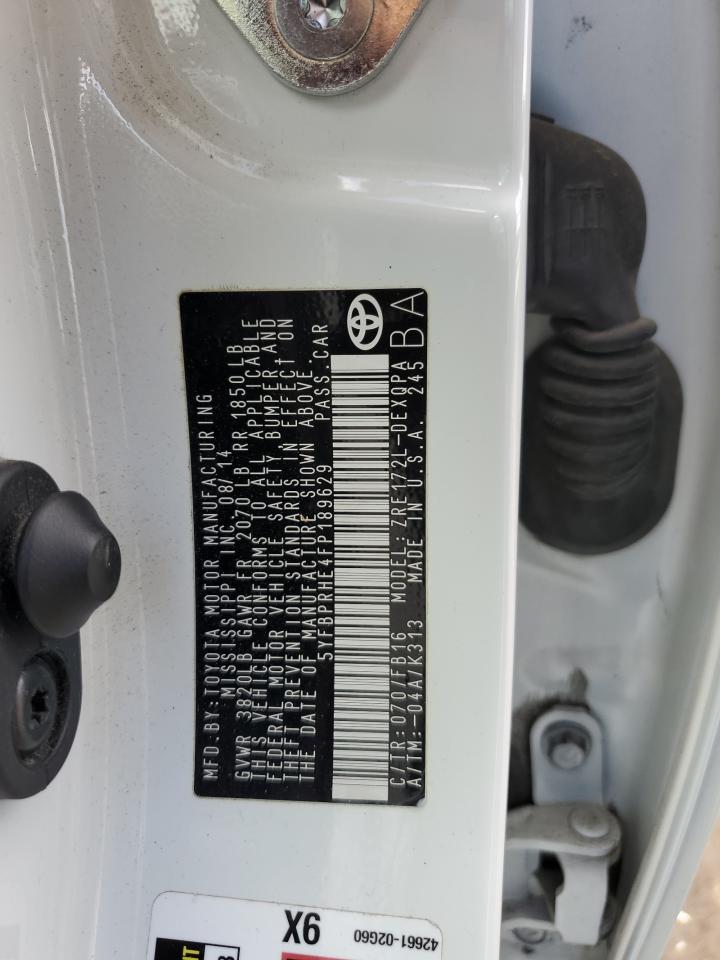 MFD.BY:TOYOTA MOTOR MANUFACTURING
MISSISSIPPI INC. 08/14
GVWR 3820LB GAWR FR 2070 LB RR 1850LB
THIS VEHICLE CONFORMS TO ALL APPLICABLE
FEDERAL MOTOR VEHICLE SAFETY, BUMPER, AND
THEFT PREVENTION STANDARDS IN EFFECT ON
THE DATE OF MANUFACTURE SHOWN ABOVE.
5YFBPRHE4FP189629 PASS.CAR
C/TR:070/FB16 MODEL:ZRE172L-DEXQPA
A/TM:-04A/K313 MADE IN U.S.A. 245
BA
9X
42661-02G60